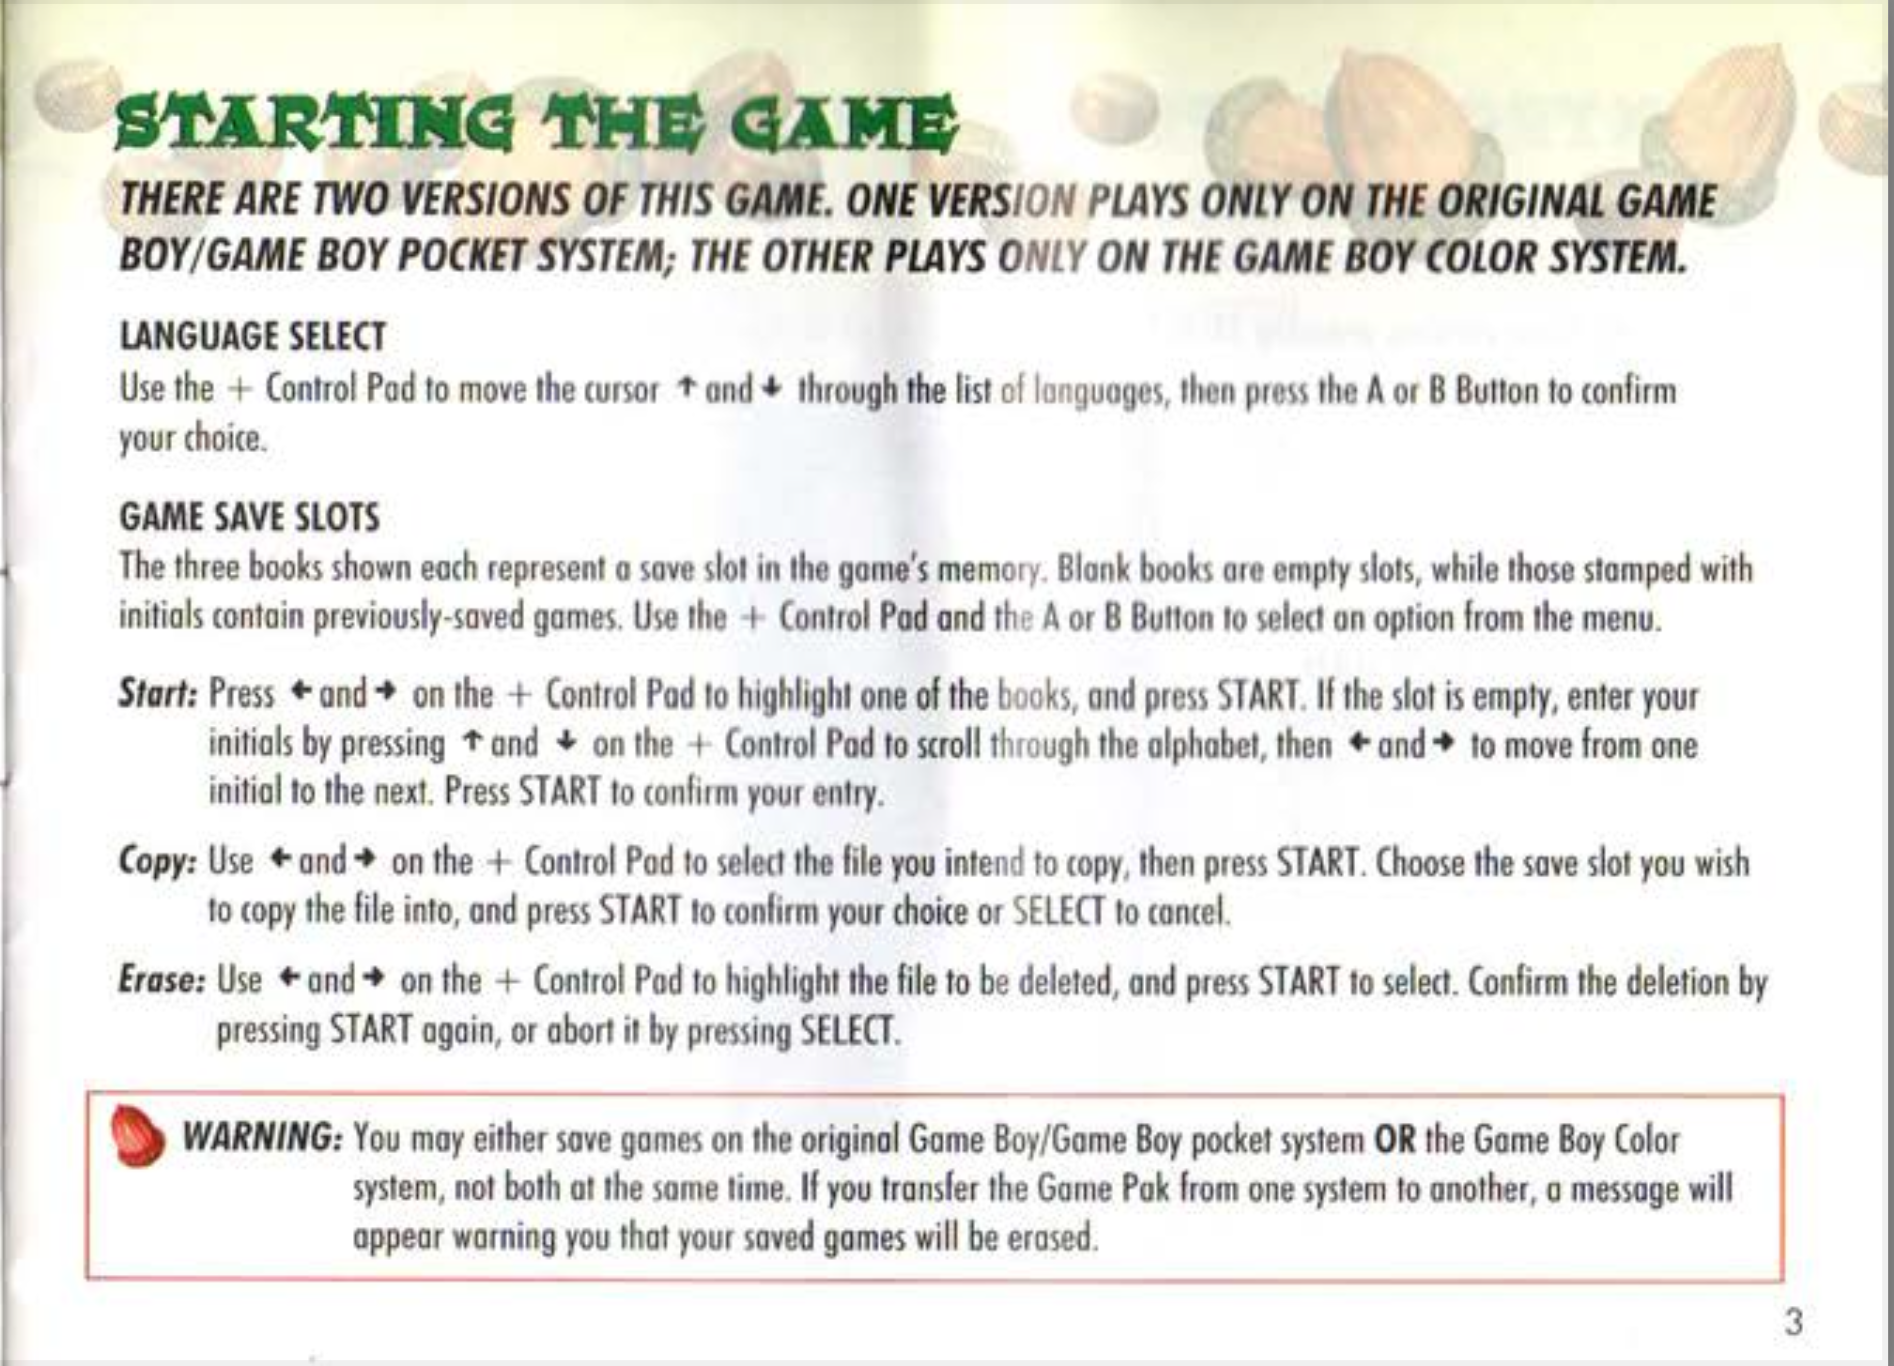 STARTING THE GAME
THERE ARE TWO VERSIONS OF THIS GAME. ONE VERSION PLAYS ONLY ON THE ORIGINAL GAME
BOY/GAME BOY POCKET SYSTEM; THE OTHER PLAYS ONLY ON THE GAME BOY COLOR SYSTEM.
LANGUAGE SELECT
Use the + Control Pad to move the cursor ↑ and ↓ through the list of languages, then press the A or B Button to confirm
your choice.
GAME SAVE SLOTS
The three books shown each represent a save slot in the game's memory. Blank books are empty slots, while those stamped with
initials contain previously-saved games. Use the + Control Pad and the A or B Button to select an option from the menu.
Start: Press ← and → on the + Control Pad to highlight one of the books, and press START. If the slot is empty, enter your
initials by pressing ↑ and ↓ on the + Control Pad to scroll through the alphabet, then ← and → to move from one
initial to the next. Press START to confirm your entry.
Copy: Use ← and → on the + Control Pad to select the file you intend to copy, then press START. Choose the save slot you wish
to copy the file into, and press START to confirm your choice or SELECT to cancel.
Erase: Use ← and → on the + Control Pad to highlight the file to be deleted, and press START to select. Confirm the deletion by
pressing START again, or abort it by pressing SELECT.
WARNING: You may either save games on the original Game Boy/Game Boy pocket system OR the Game Boy Color
system, not both at the same time. If you transfer the Game Pak from one system to another, a message will
appear warning you that your saved games will be erased.
3